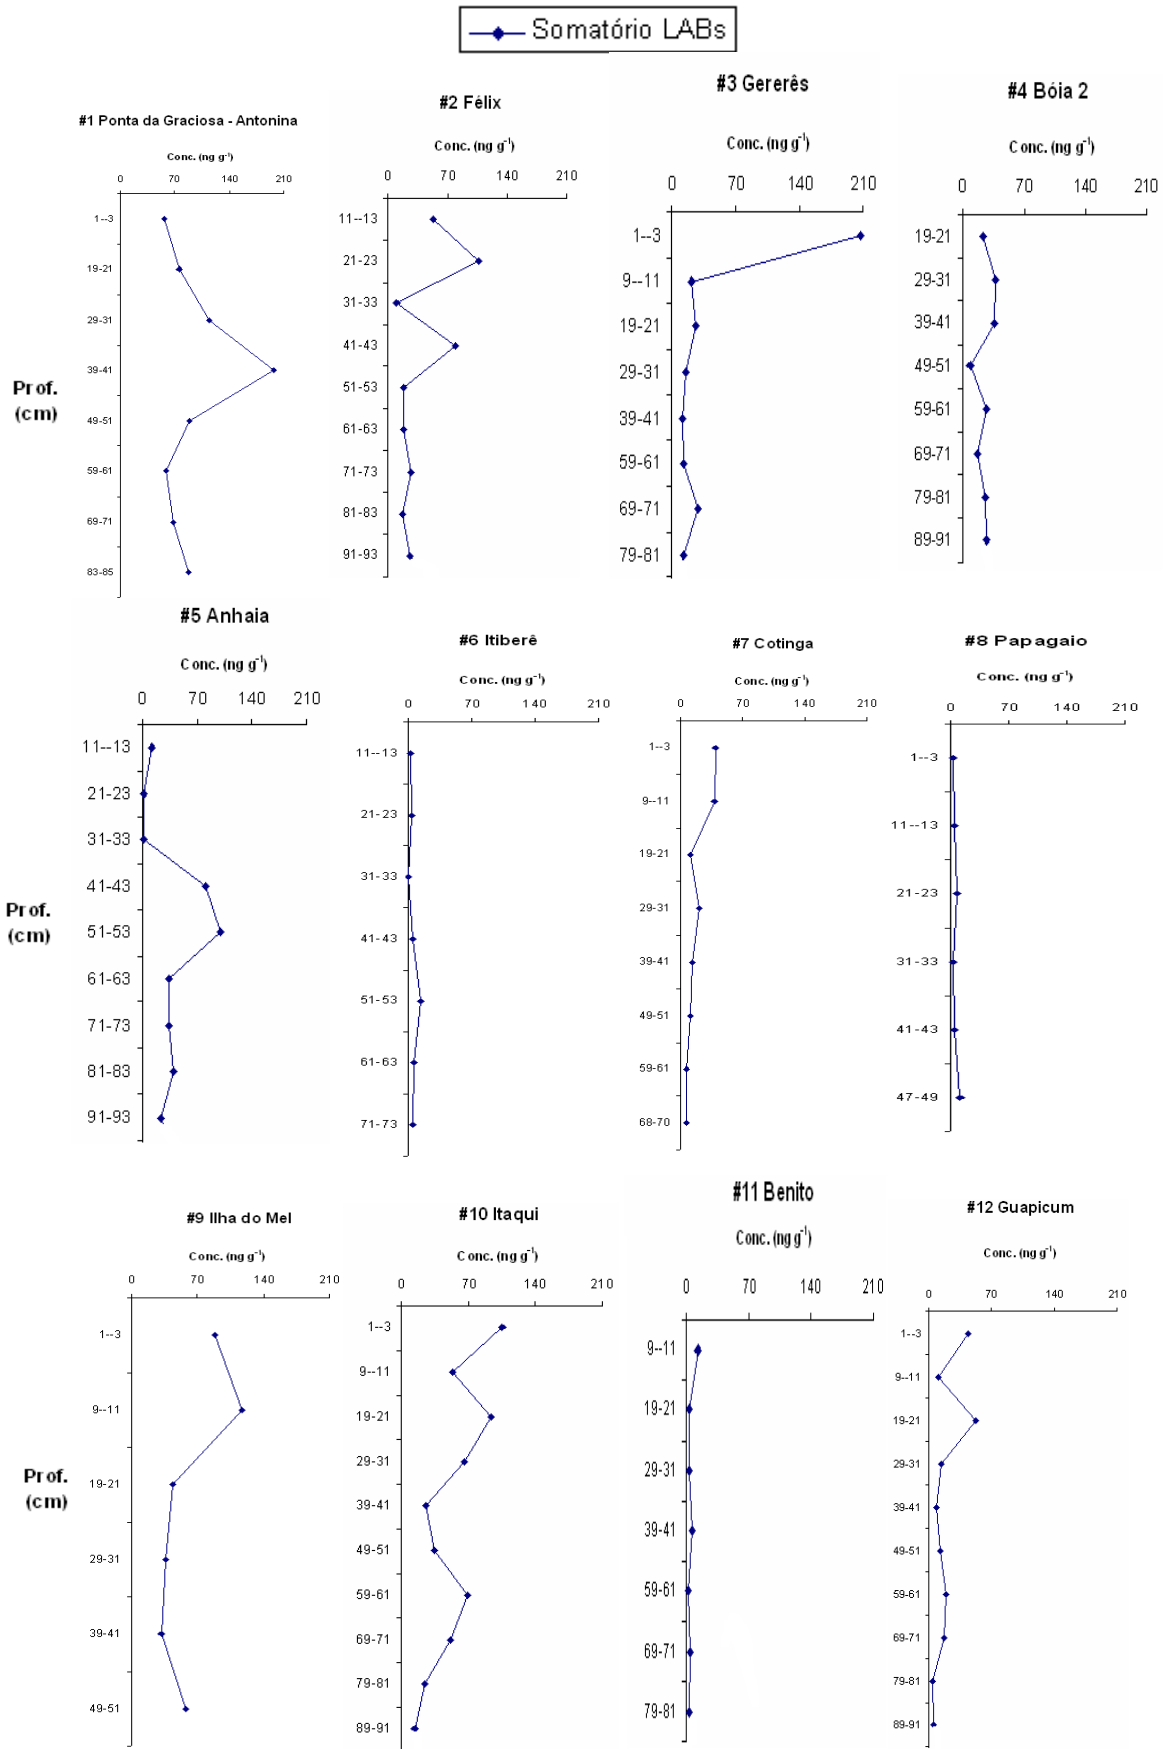 Somatório LABs
#1 Ponta da Graciosa - Antonina
Conc. (ng g-1)
0 70 140 210
1--3
19-21
29-31
39-41
49-51
59-61
69-71
83-85
Prof.
(cm)
#2 Félix
Conc. (ng g-1)
0 70 140 210
11--13
21-23
31-33
41-43
51-53
61-63
71-73
81-83
91-93
#3 Gererês
Conc. (ng g-1)
0 70 140 210
1--3
9--11
19-21
29-31
39-41
59-61
69-71
79-81
#4 Bóia 2
Conc. (ng g-1)
0 70 140 210
19-21
29-31
39-41
49-51
59-61
69-71
79-81
89-91
#5 Anhaia
Conc. (ng g-1)
0 70 140 210
11--13
21-23
31-33
41-43
51-53
61-63
71-73
81-83
91-93
Prof.
(cm)
#6 Itiberê
Conc. (ng g-1)
0 70 140 210
11--13
21-23
31-33
41-43
51-53
61-63
71-73
#7 Cotinga
Conc. (ng g-1)
0 70 140 210
1--3
9--11
19-21
29-31
39-41
49-51
59-61
68-70
#8 Papagaio
Conc. (ng g-1)
0 70 140 210
1--3
11--13
21-23
31-33
41-43
47-49
#9 Ilha do Mel
Conc. (ng g-1)
0 70 140 210
1--3
9--11
19-21
29-31
39-41
49-51
Prof.
(cm)
#10 Itaqui
Conc. (ng g-1)
0 70 140 210
1--3
9--11
19-21
29-31
39-41
49-51
59-61
69-71
79-81
89-91
#11 Benito
Conc. (ng g-1)
0 70 140 210
9--11
19-21
29-31
39-41
59-61
69-71
79-81
#12 Guapicum
Conc. (ng g-1)
0 70 140 210
1--3
9--11
19-21
29-31
39-41
49-51
59-61
69-71
79-81
89-91